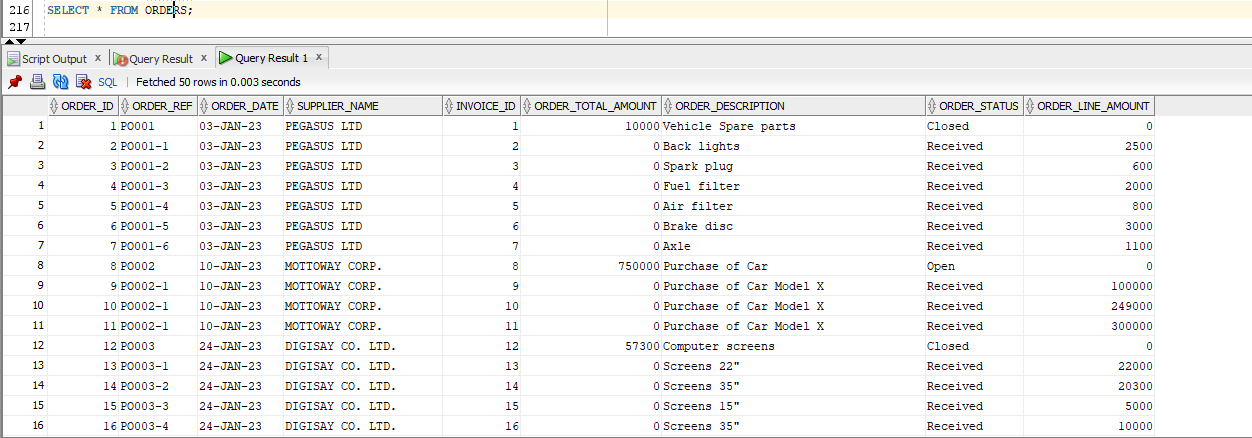 216 SELECT * FROM ORDERS;
217
Script Output x Query Result x Query Result 1 x
SQL | Fetched 50 rows in 0.003 seconds
ORDER_ID ORDER_REF ORDER_DATE SUPPLIER_NAME INVOICE_ID ORDER_TOTAL_AMOUNT ORDER_DESCRIPTION ORDER_STATUS ORDER_LINE_AMOUNT
1 1 PO001 03-JAN-23 PEGASUS LTD 1 10000 Vehicle Spare parts Closed 0
2 2 PO001-1 03-JAN-23 PEGASUS LTD 2 0 Back lights Received 2500
3 3 PO001-2 03-JAN-23 PEGASUS LTD 3 0 Spark plug Received 600
4 4 PO001-3 03-JAN-23 PEGASUS LTD 4 0 Fuel filter Received 2000
5 5 PO001-4 03-JAN-23 PEGASUS LTD 5 0 Air filter Received 800
6 6 PO001-5 03-JAN-23 PEGASUS LTD 6 0 Brake disc Received 3000
7 7 PO001-6 03-JAN-23 PEGASUS LTD 7 0 Axle Received 1100
8 8 PO002 10-JAN-23 MOTTOWAY CORP. 8 750000 Purchase of Car Open 0
9 9 PO002-1 10-JAN-23 MOTTOWAY CORP. 9 0 Purchase of Car Model X Received 100000
10 10 PO002-1 10-JAN-23 MOTTOWAY CORP. 10 0 Purchase of Car Model X Received 249000
11 11 PO002-1 10-JAN-23 MOTTOWAY CORP. 11 0 Purchase of Car Model X Received 300000
12 12 PO003 24-JAN-23 DIGISAY CO. LTD. 12 57300 Computer screens Closed 0
13 13 PO003-1 24-JAN-23 DIGISAY CO. LTD. 13 0 Screens 22" Received 22000
14 14 PO003-2 24-JAN-23 DIGISAY CO. LTD. 14 0 Screens 35" Received 20300
15 15 PO003-3 24-JAN-23 DIGISAY CO. LTD. 15 0 Screens 15" Received 5000
16 16 PO003-4 24-JAN-23 DIGISAY CO. LTD. 16 0 Screens 35" Received 10000